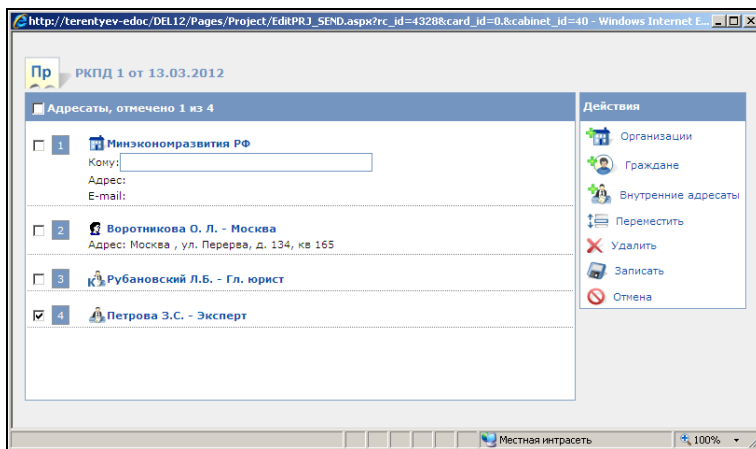 http://terentyev-edoc/DEL12/Pages/Project/EditPRJ_SEND.aspx?rc_id=4328&card_id=0.&cabinet_id=40 - Windows Internet E...
Пр РКПД 1 от 13.03.2012
Адресаты, отмечено 1 из 4
1 Минэкономразвития РФ
Кому:
Адрес:
E-mail:
2 Воротникова О. Л. - Москва
Адрес: Москва , ул. Перерва, д. 134, кв 165
3 К Рубановский Л.Б. - Гл. юрист
4 Петрова З.С. - Эксперт
Действия
Организации
Граждане
Внутренние адресаты
Переместить
Удалить
Записать
Отмена
Местная интрасеть
100%